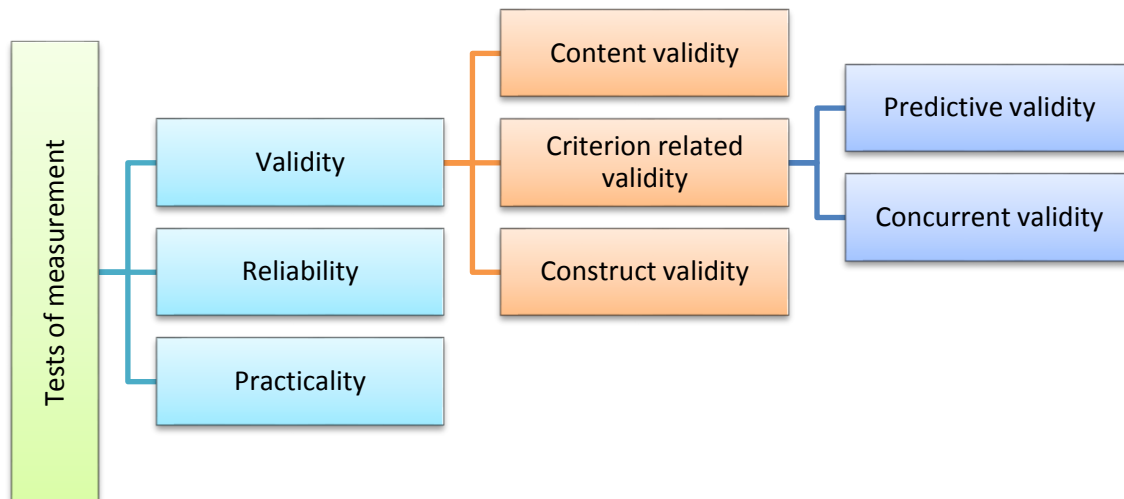 Tests of measurement
Validity
Reliability
Practicality
Content validity
Criterion related
validity
Construct validity
Predictive validity
Concurrent validity